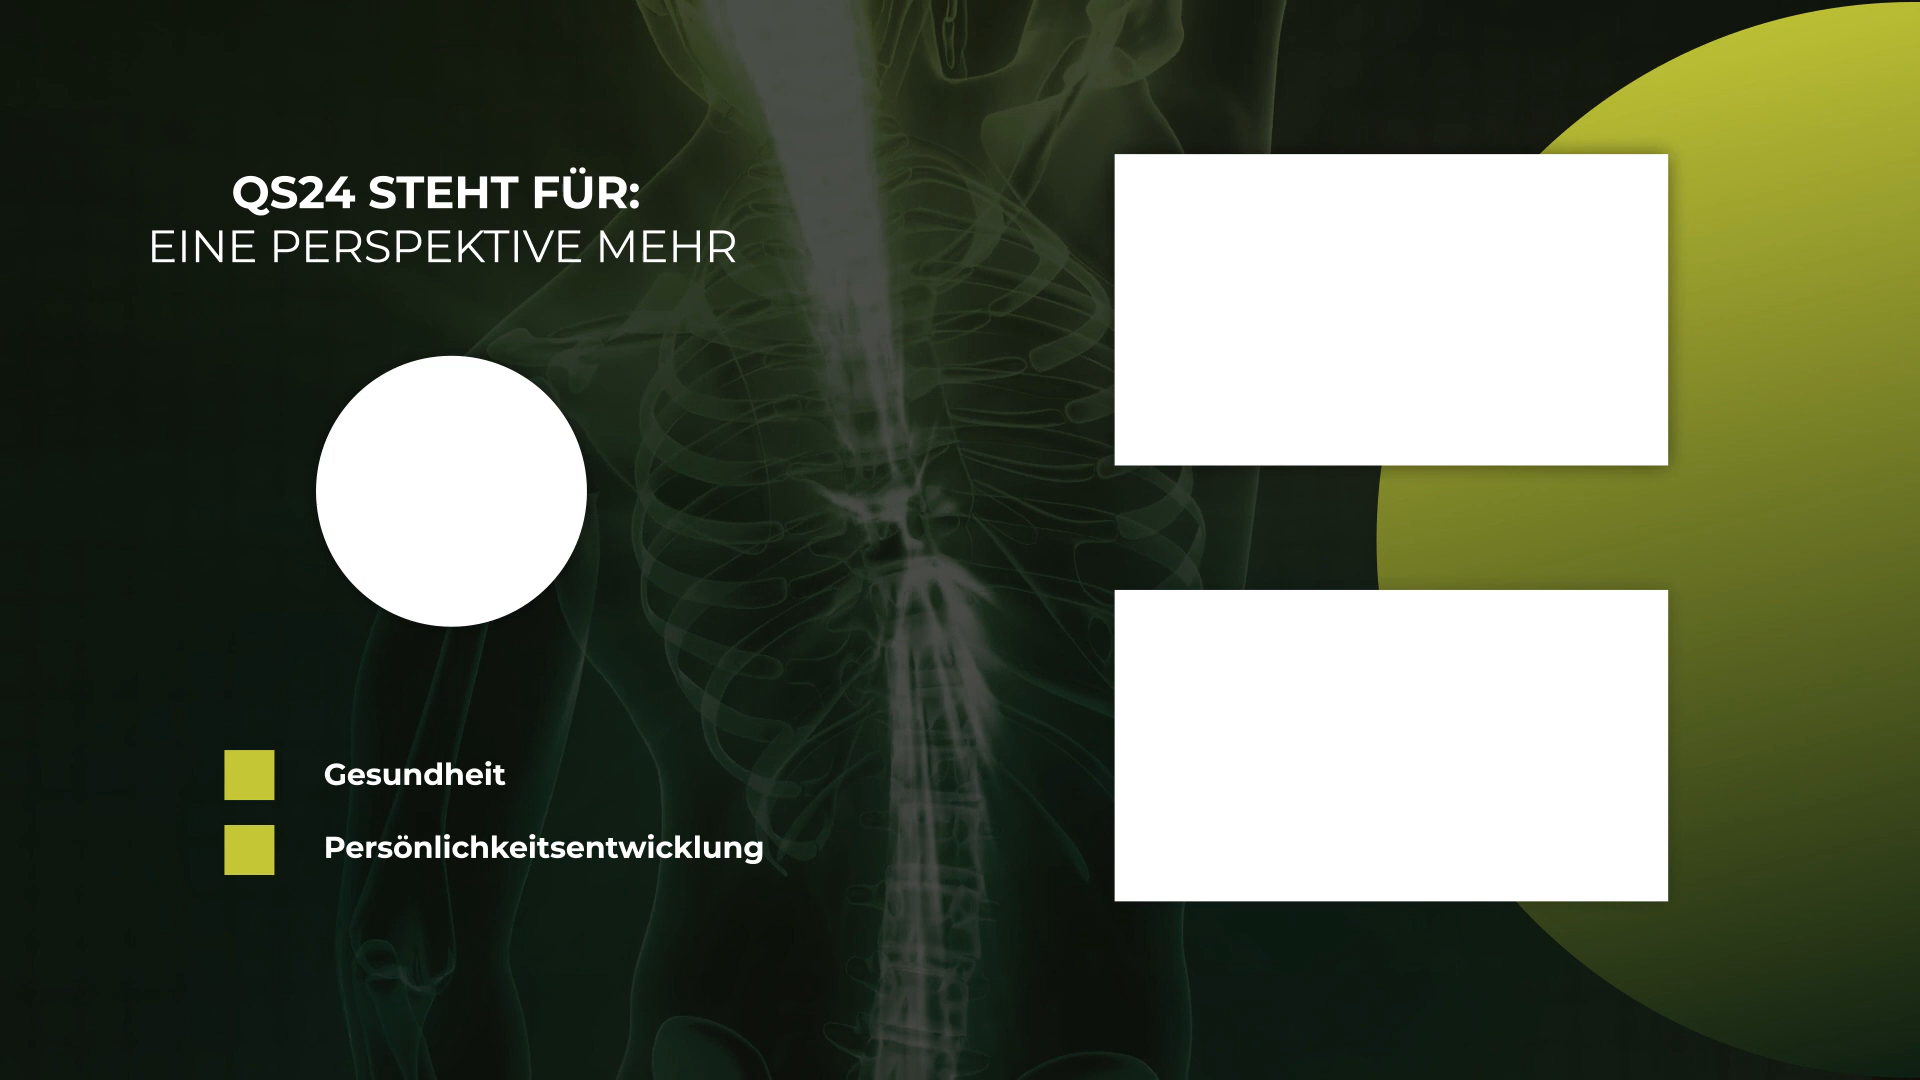 QS24 STEHT FÜR:
EINE PERSPEKTIVE MEHR
Gesundheit
Persönlichkeitsentwicklung